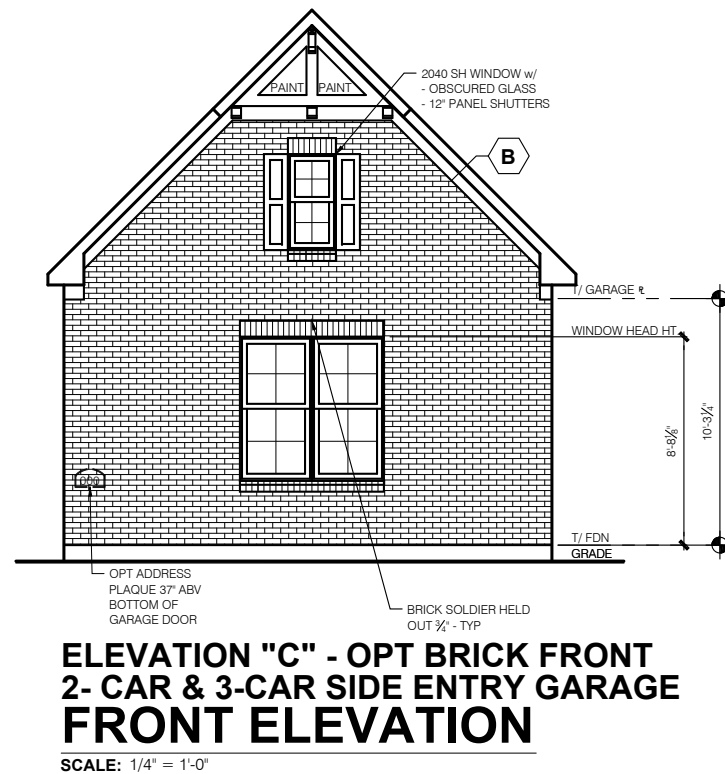 PAINT PAINT
2040 SH WINDOW w/
- OBSCURED GLASS
- 12" PANEL SHUTTERS
B
T/ GARAGE ℄
WINDOW HEAD HT
8'-8⅛"
10'-3¼"
000
T/ FDN
GRADE
OPT ADDRESS
PLAQUE 37" ABV
BOTTOM OF
GARAGE DOOR
BRICK SOLDIER HELD
OUT ¾" - TYP
ELEVATION "C" - OPT BRICK FRONT
2- CAR & 3-CAR SIDE ENTRY GARAGE
FRONT ELEVATION
SCALE: 1/4" = 1'-0"